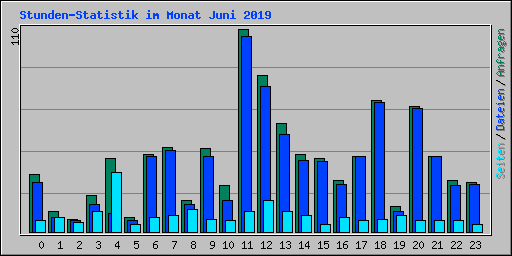 Stunden-Statistik im Monat Juni 2019
110
Seiten / Dateien / Anfragen
0 1 2 3 4 5 6 7 8 9 10 11 12 13 14 15 16 17 18 19 20 21 22 23